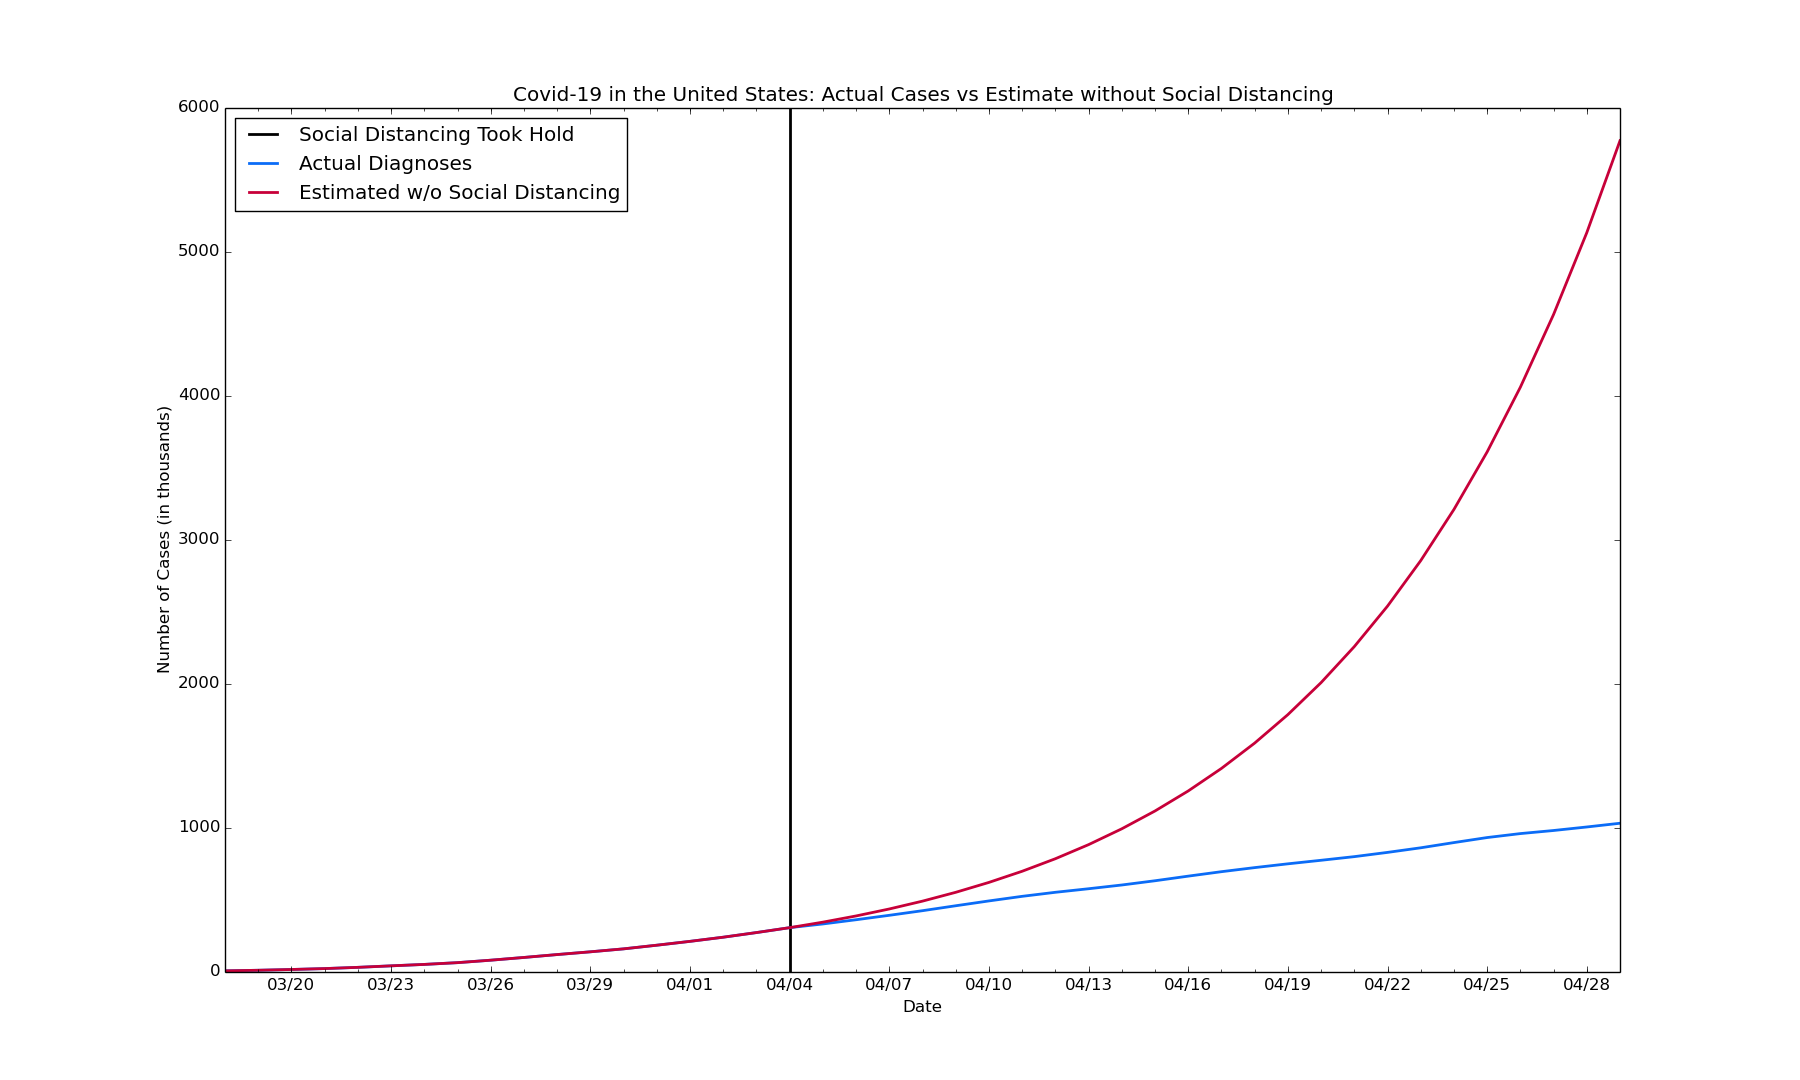 Covid-19 in the United States: Actual Cases vs Estimate without Social Distancing
Social Distancing Took Hold
Actual Diagnoses
Estimated w/o Social Distancing
6000
5000
4000
3000
2000
1000
0
Number of Cases (in thousands)
03/20 03/23 03/26 03/29 04/01 04/04 04/07 04/10 04/13 04/16 04/19 04/22 04/25 04/28
Date